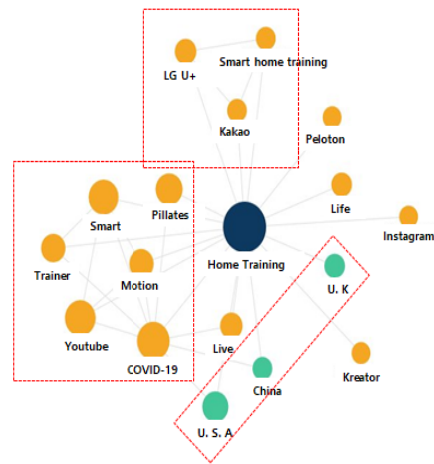 Smart home training
LG U+
Kakao
Peloton
Pillates
Smart
Life
Instagram
Trainer
Motion
Home Training
U. K
Youtube
COVID-19
Live
China
Kreator
U. S. A